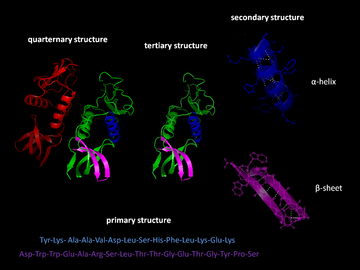 secondary structure
quarternary structure
tertiary structure
α-helix
β-sheet
primary structure
Tyr-Lys- Ala-Ala-Val-Asp-Leu-Ser-His-Phe-Leu-Lys-Glu-Lys
Asp-Trp-Trp-Glu-Ala-Arg-Ser-Leu-Thr-Thr-Gly-Glu-Thr-Gly-Tyr-Pro-Ser